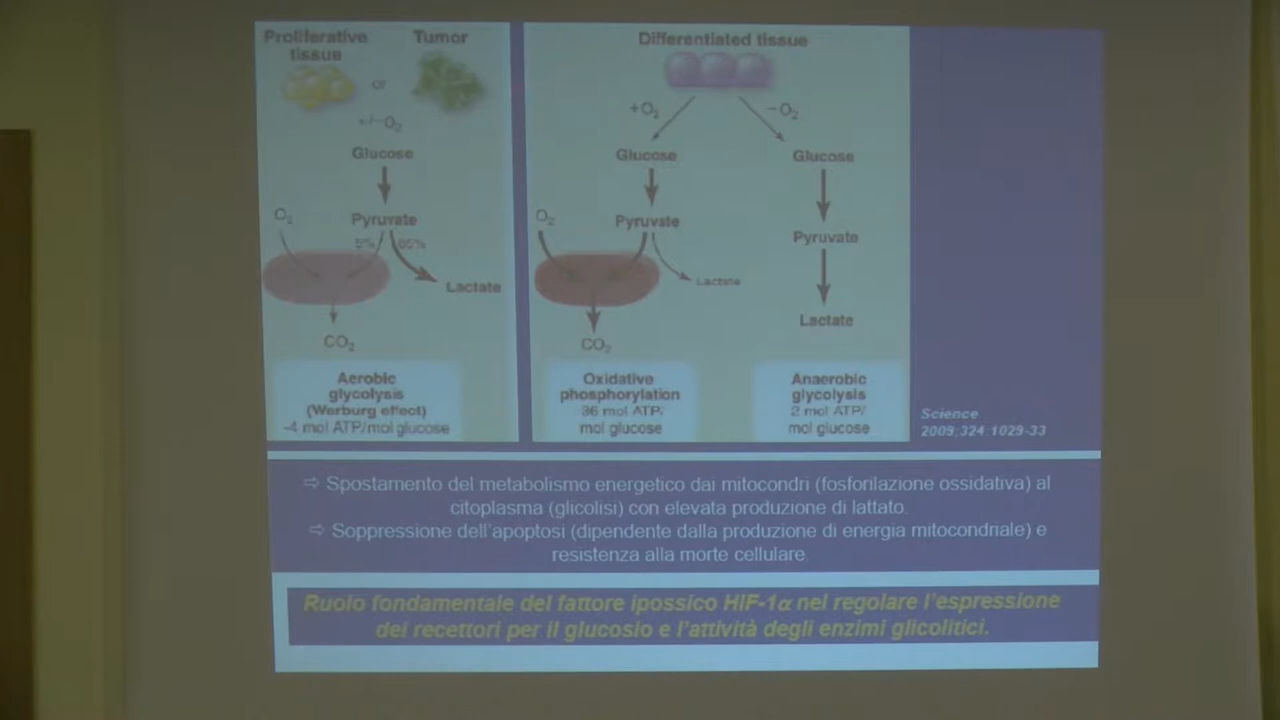 Proliferative
tissue
Tumor
or
+/−O₂
Glucose
O₂
Pyruvate
5%
85%
Lactate
CO₂
Aerobic
glycolysis
(Warburg effect)
~4 mol ATP/mol glucose
Differentiated tissue
+O₂
−O₂
Glucose
Glucose
O₂
Pyruvate
Pyruvate
Lactate
Lactate
CO₂
Oxidative
phosphorylation
~36 mol ATP/
mol glucose
Anaerobic
glycolysis
2 mol ATP/
mol glucose
Science
2009;324:1029-33
⇨ Spostamento del metabolismo energetico dai mitocondri (fosforilazione ossidativa) al
citoplasma (glicolisi) con elevata produzione di lattato.
⇨ Soppressione dell'apoptosi (dipendente dalla produzione di energia mitocondriale) e
resistenza alla morte cellulare.
Ruolo fondamentale del fattore ipossico HIF-1α nel regolare l'espressione
dei recettori per il glucosio e l'attività degli enzimi glicolitici.